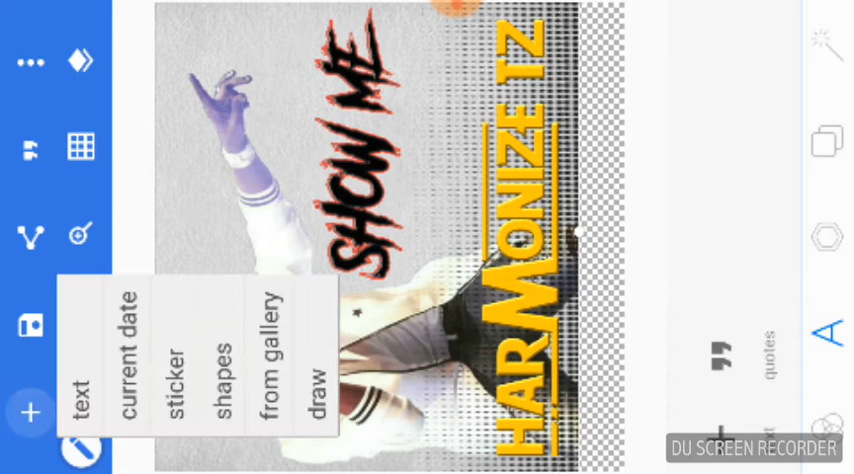 SHOW ME
HARMONIZE TZ
text
current date
sticker
shapes
from gallery
draw
quotes
DU SCREEN RECORDER